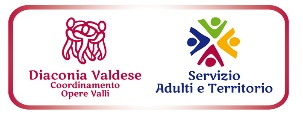 Diaconia Valdese
Coordinamento
Opere Valli
Servizio
Adulti e Territorio